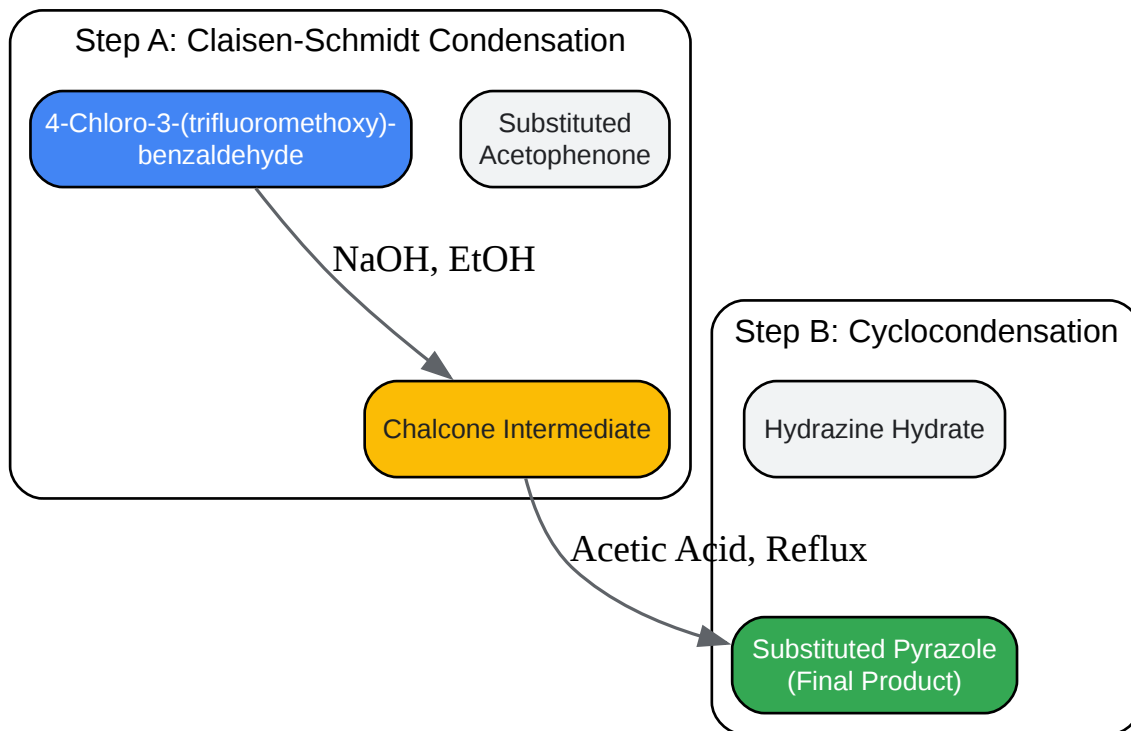 Step A: Claisen-Schmidt Condensation
4-Chloro-3-(trifluoromethoxy)-
benzaldehyde
Substituted
Acetophenone
NaOH, EtOH
Chalcone Intermediate
Step B: Cyclocondensation
Hydrazine Hydrate
Acetic Acid, Reflux
Substituted Pyrazole
(Final Product)